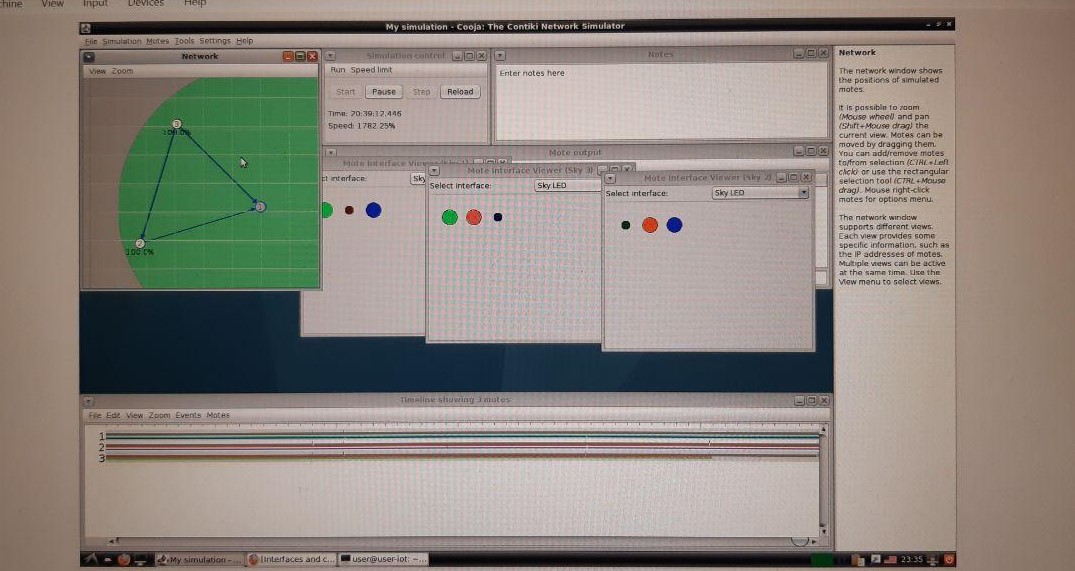 chine View Input Devices Help
My simulation - Cooja: The Contiki Network Simulator
File Simulation Motes Tools Settings Help
Network
View Zoom
3
100.0%
1
2
100.0%
Simulation control
Run Speed limit
Start Pause Step Reload
Time: 20:39:12.446
Speed: 1782.25%
Notes
Enter notes here
Mote output
Mote Interface Viewer (Sky 1)
ct interface: Sky
Mote Interface Viewer (Sky 3)
Select interface: Sky LED
Mote Interface Viewer (Sky 2)
Select interface: Sky LED
Network
The network window shows
the positions of simulated
motes.
It is possible to zoom
(Mouse wheel) and pan
(Shift+Mouse drag) the
current view. Motes can be
moved by dragging them.
You can add/remove motes
to/from selection (CTRL+Left
click) or use the rectangular
selection tool (CTRL+Mouse
drag). Mouse right-click
motes for options menu.
The network window
supports different views.
Each view provides some
specific information, such as
the IP addresses of motes.
Multiple views can be active
at the same time. Use the
View menu to select views.
Timeline showing 3 motes
File Edit View Zoom Events Motes
1
2
3
My simulation - ... [Interfaces and c... user@user-iot: ~... 23:35